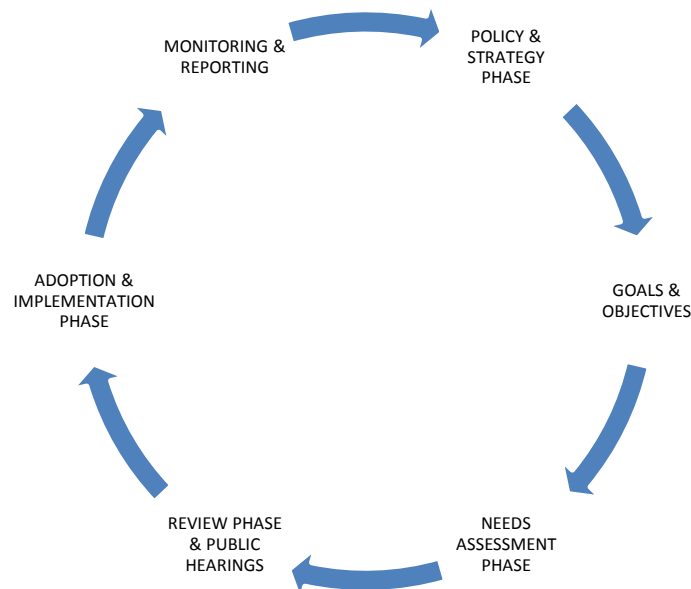 MONITORING &
REPORTING
POLICY &
STRATEGY
PHASE
GOALS &
OBJECTIVES
NEEDS
ASSESSMENT
PHASE
REVIEW PHASE
& PUBLIC
HEARINGS
ADOPTION &
IMPLEMENTATION
PHASE